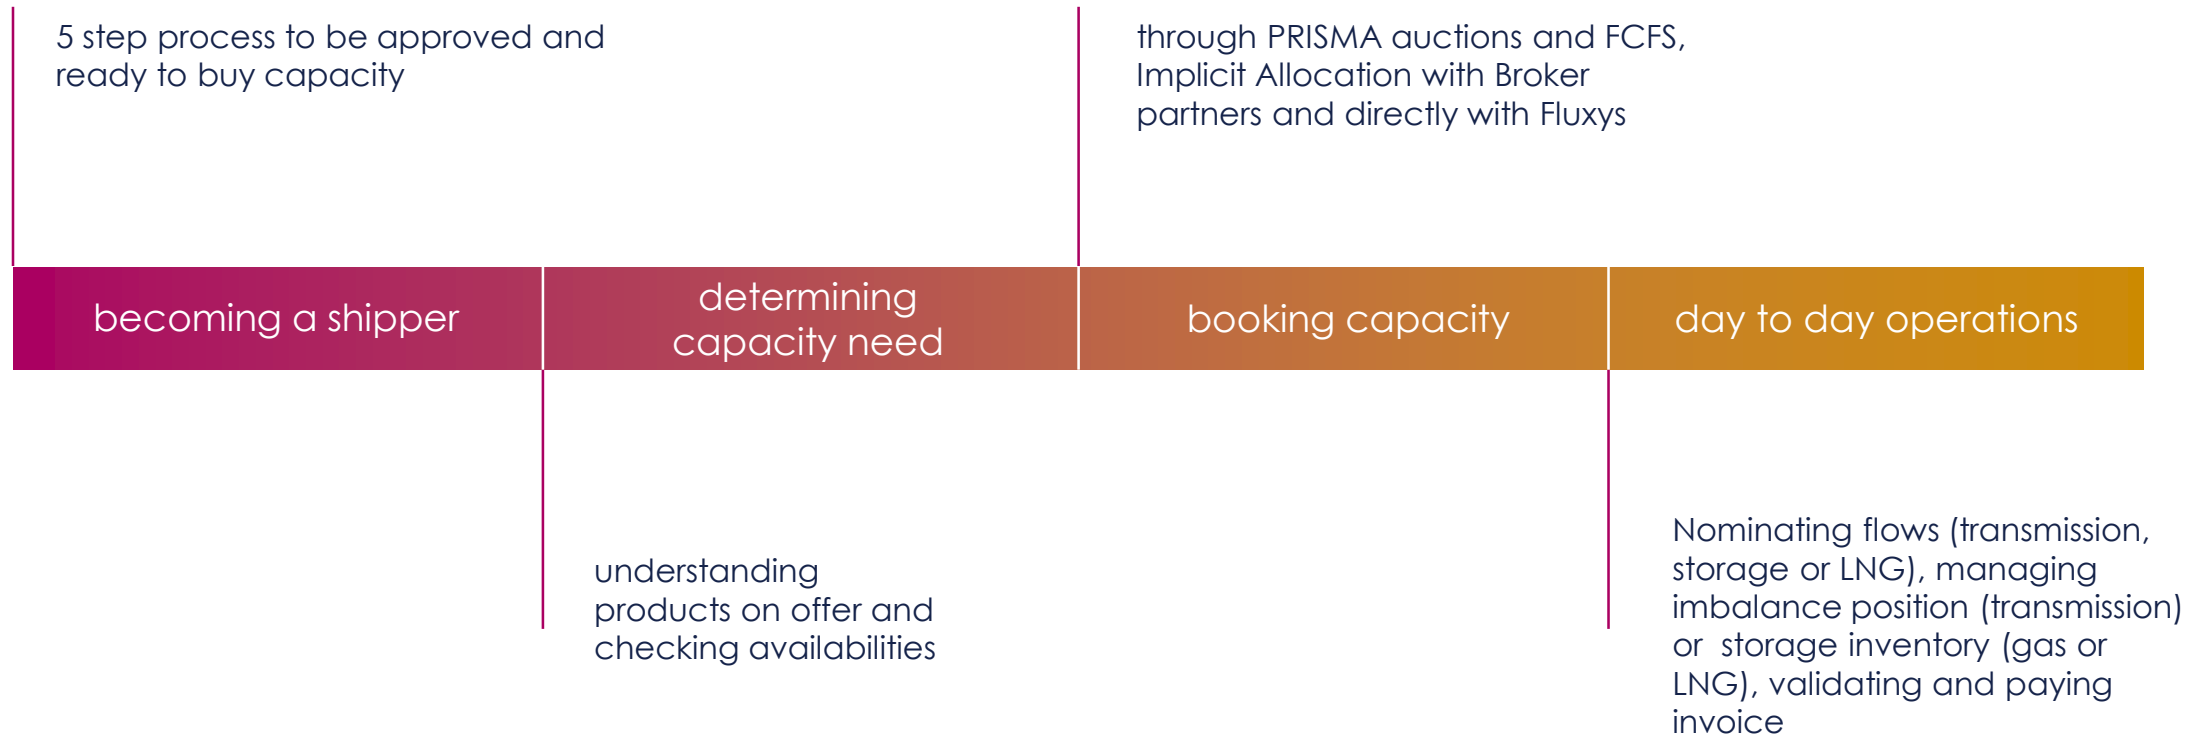 5 step process to be approved and
ready to buy capacity
through PRISMA auctions and FCFS,
Implicit Allocation with Broker
partners and directly with Fluxys
becoming a shipper
determining
capacity need
booking capacity
day to day operations
understanding
products on offer and
checking availabilities
Nominating flows (transmission,
storage or LNG), managing
imbalance position (transmission)
or  storage inventory (gas or
LNG), validating and paying
invoice